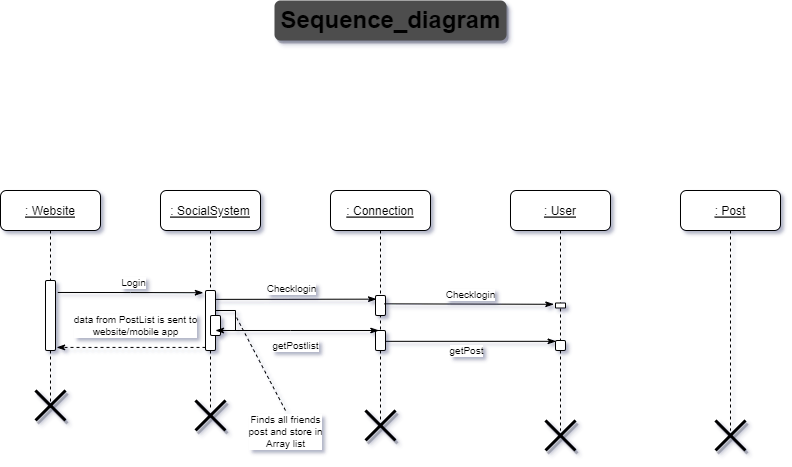 Sequence_diagram
: Website
: SocialSystem
: Connection
: User
: Post
Login
Checklogin
Checklogin
data from PostList is sent to
website/mobile app
getPostlist
getPost
Finds all friends
post and store in
Array list